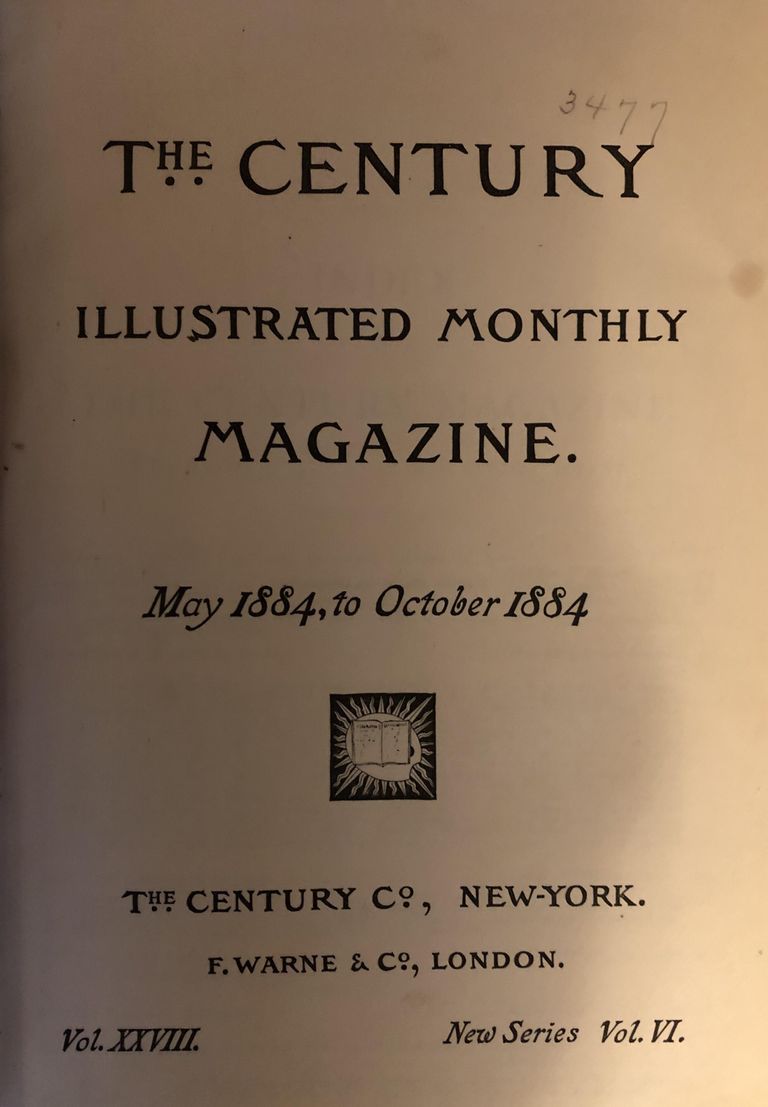 3477
THE CENTURY
ILLUSTRATED MONTHLY
MAGAZINE.
May 1884, to October 1884
THE CENTURY Co, NEW-YORK.
F. WARNE & Co, LONDON.
Vol. XXVIII. New Series Vol. VI.